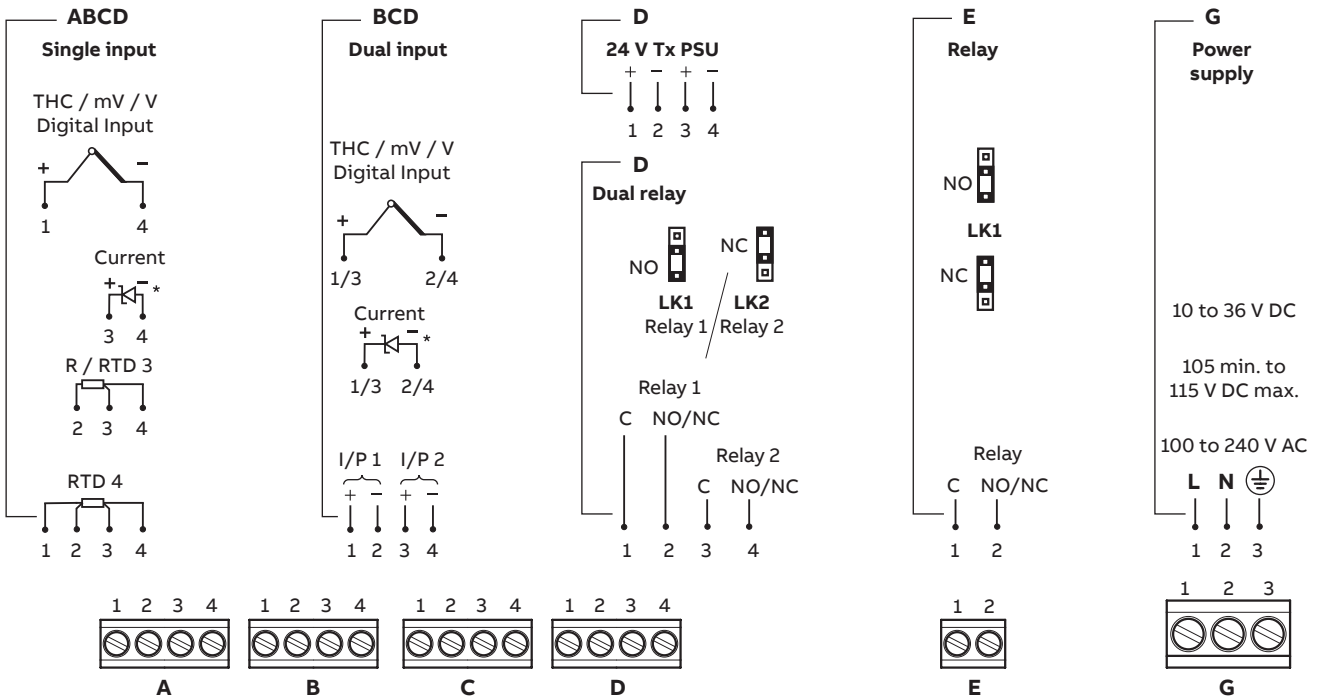 ABCD
Single input
THC / mV / V
Digital Input
+ −
1 4
Current
+ − *
3 4
R / RTD 3
2 3 4
RTD 4
1 2 3 4
BCD
Dual input
THC / mV / V
Digital Input
+ −
1/3 2/4
Current
+ − *
1/3 2/4
I/P 1 I/P 2
+ − + −
1 2 3 4
D
24 V Tx PSU
+ − + −
1 2 3 4
D
Dual relay
NO NC
LK1 LK2
Relay 1 Relay 2
Relay 1
C NO/NC
Relay 2
C NO/NC
1 2 3 4
E
Relay
NO
LK1
NC
Relay
C NO/NC
1 2
G
Power
supply
10 to 36 V DC
105 min. to
115 V DC max.
100 to 240 V AC
L N
1 2 3
1 2 3 4 1 2 3 4 1 2 3 4 1 2 3 4 1 2 1 2 3
A B C D E G